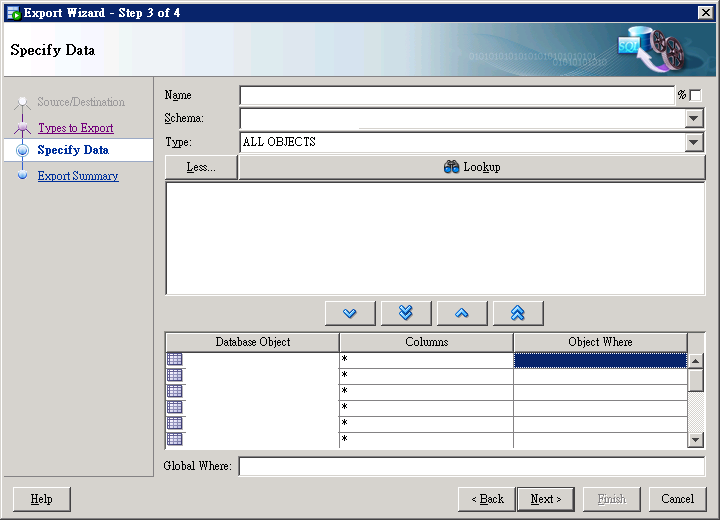 Export Wizard - Step 3 of 4
Specify Data
SQL
Source/Destination
Types to Export
Specify Data
Export Summary
Name
%
Schema:
Type:
ALL OBJECTS
Less...
Lookup
Database Object
Columns
Object Where
*
*
*
*
*
Global Where:
Help
< Back
Next >
Finish
Cancel